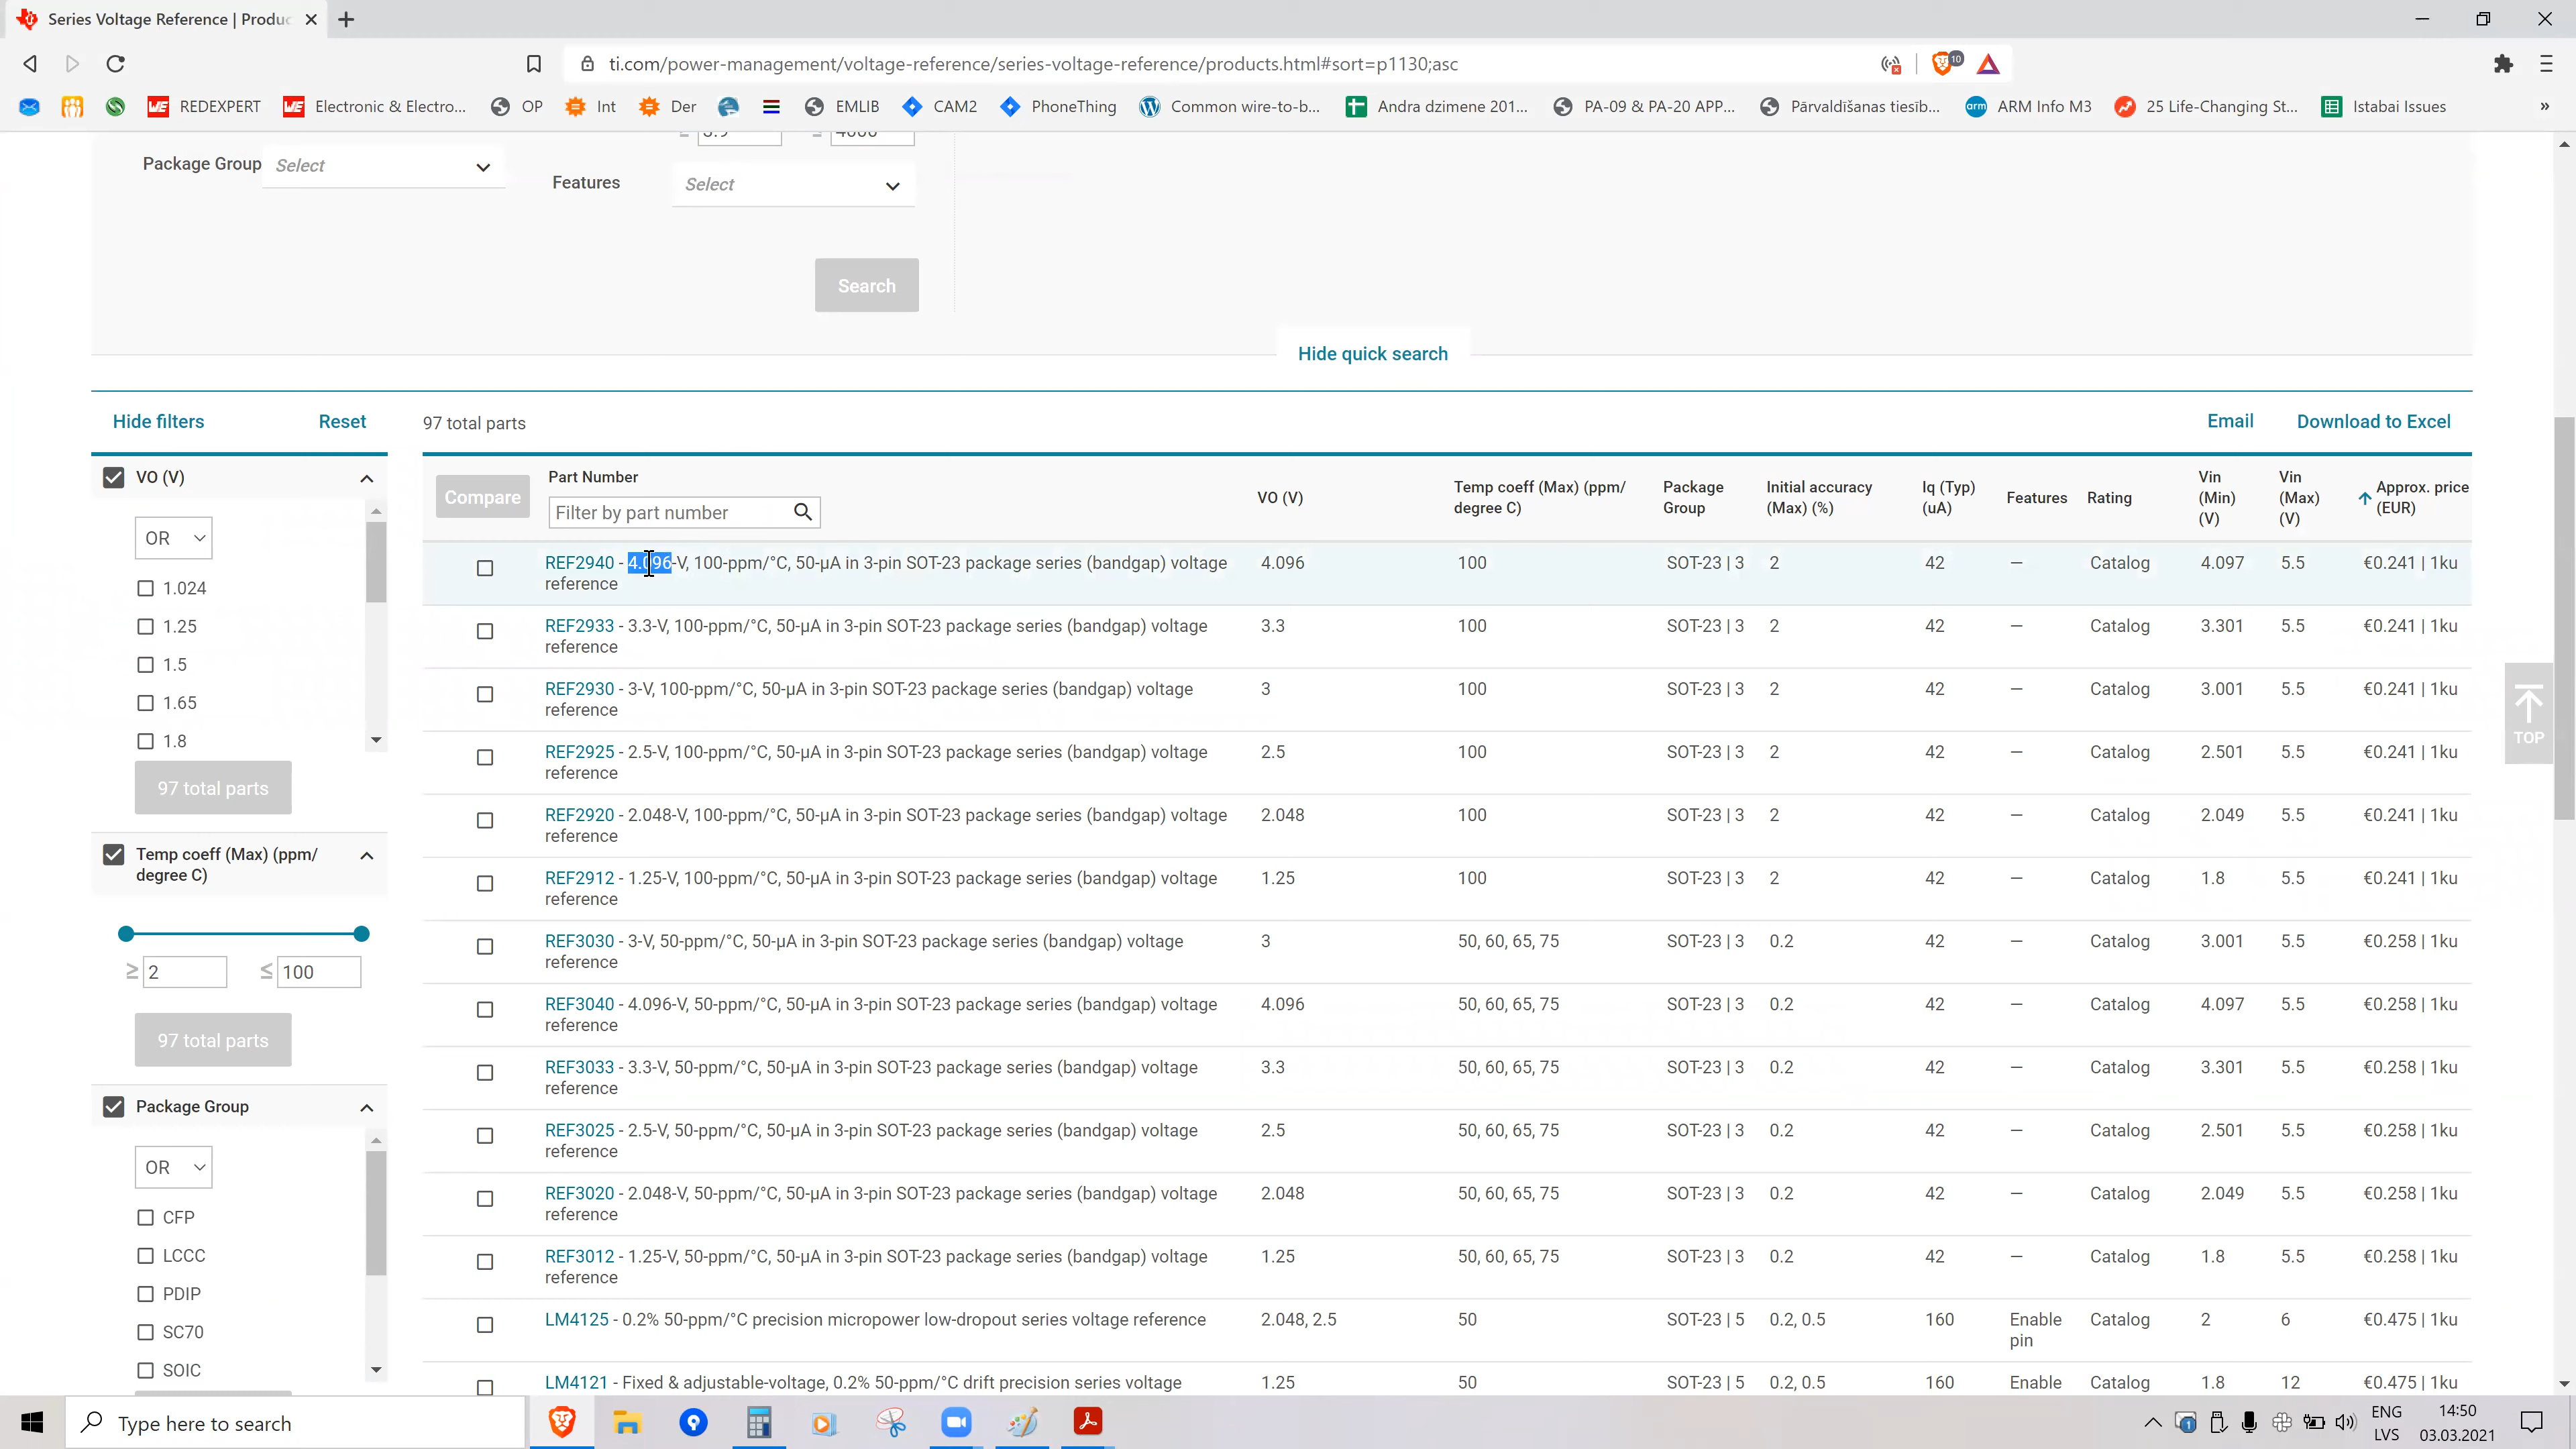 Series Voltage Reference | Produc
ti.com/power-management/voltage-reference/series-voltage-reference/products.html#sort=p1130;asc
10
REDEXPERT
Electronic & Electro...
OP
Int
Der
EMLIB
CAM2
PhoneThing
Common wire-to-b...
Andra dzimene 201...
PA-09 & PA-20 APP...
Pārvaldīšanas tiesīb...
arm
ARM Info M3
25 Life-Changing St...
Istabai Issues
»
Package Group
Select
Features
Select
Search
Hide quick search
Hide filters
Reset
97 total parts
Email
Download to Excel
VO (V)
OR
1.024
1.25
1.5
1.65
1.8
97 total parts
Temp coeff (Max) (ppm/
degree C)
≥ 2
≤ 100
97 total parts
Package Group
OR
CFP
LCCC
PDIP
SC70
SOIC
Compare
Part Number
Filter by part number
VO (V)
Temp coeff (Max) (ppm/
degree C)
Package
Group
Initial accuracy
(Max) (%)
Iq (Typ)
(uA)
Features
Rating
Vin
(Min)
(V)
Vin
(Max)
(V)
Approx. price
(EUR)
REF2940 - 4.096-V, 100-ppm/°C, 50-µA in 3-pin SOT-23 package series (bandgap) voltage 4.096 100 SOT-23 | 3 2 42 — Catalog 4.097 5.5 €0.241 | 1ku
reference
REF2933 - 3.3-V, 100-ppm/°C, 50-µA in 3-pin SOT-23 package series (bandgap) voltage 3.3 100 SOT-23 | 3 2 42 — Catalog 3.301 5.5 €0.241 | 1ku
reference
REF2930 - 3-V, 100-ppm/°C, 50-µA in 3-pin SOT-23 package series (bandgap) voltage 3 100 SOT-23 | 3 2 42 — Catalog 3.001 5.5 €0.241 | 1ku
reference
REF2925 - 2.5-V, 100-ppm/°C, 50-µA in 3-pin SOT-23 package series (bandgap) voltage 2.5 100 SOT-23 | 3 2 42 — Catalog 2.501 5.5 €0.241 | 1ku
reference
REF2920 - 2.048-V, 100-ppm/°C, 50-µA in 3-pin SOT-23 package series (bandgap) voltage 2.048 100 SOT-23 | 3 2 42 — Catalog 2.049 5.5 €0.241 | 1ku
reference
REF2912 - 1.25-V, 100-ppm/°C, 50-µA in 3-pin SOT-23 package series (bandgap) voltage 1.25 100 SOT-23 | 3 2 42 — Catalog 1.8 5.5 €0.241 | 1ku
reference
REF3030 - 3-V, 50-ppm/°C, 50-µA in 3-pin SOT-23 package series (bandgap) voltage 3 50, 60, 65, 75 SOT-23 | 3 0.2 42 — Catalog 3.001 5.5 €0.258 | 1ku
reference
REF3040 - 4.096-V, 50-ppm/°C, 50-µA in 3-pin SOT-23 package series (bandgap) voltage 4.096 50, 60, 65, 75 SOT-23 | 3 0.2 42 — Catalog 4.097 5.5 €0.258 | 1ku
reference
REF3033 - 3.3-V, 50-ppm/°C, 50-µA in 3-pin SOT-23 package series (bandgap) voltage 3.3 50, 60, 65, 75 SOT-23 | 3 0.2 42 — Catalog 3.301 5.5 €0.258 | 1ku
reference
REF3025 - 2.5-V, 50-ppm/°C, 50-µA in 3-pin SOT-23 package series (bandgap) voltage 2.5 50, 60, 65, 75 SOT-23 | 3 0.2 42 — Catalog 2.501 5.5 €0.258 | 1ku
reference
REF3020 - 2.048-V, 50-ppm/°C, 50-µA in 3-pin SOT-23 package series (bandgap) voltage 2.048 50, 60, 65, 75 SOT-23 | 3 0.2 42 — Catalog 2.049 5.5 €0.258 | 1ku
reference
REF3012 - 1.25-V, 50-ppm/°C, 50-µA in 3-pin SOT-23 package series (bandgap) voltage 1.25 50, 60, 65, 75 SOT-23 | 3 0.2 42 — Catalog 1.8 5.5 €0.258 | 1ku
reference
LM4125 - 0.2% 50-ppm/°C precision micropower low-dropout series voltage reference 2.048, 2.5 50 SOT-23 | 5 0.2, 0.5 160 Enable Catalog 2 6 €0.475 | 1ku
pin
LM4121 - Fixed & adjustable-voltage, 0.2% 50-ppm/°C drift precision series voltage 1.25 50 SOT-23 | 5 0.2, 0.5 160 Enable Catalog 1.8 12 €0.475 | 1ku
TOP
Type here to search
1
ENG
LVS
14:50
03.03.2021